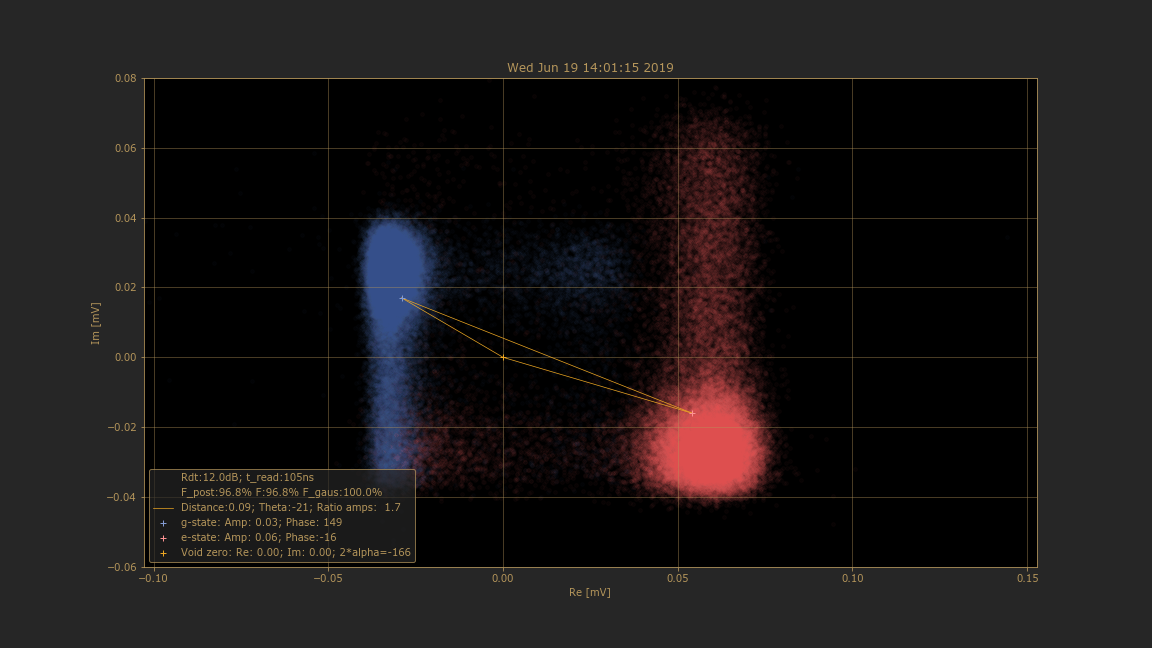 Wed Jun 19 14:01:15 2019
0.08
0.06
0.04
0.02
0.00
−0.02
−0.04
−0.06
Im [mV]
Rdt:12.0dB; t_read:105ns
F_post:96.8% F:96.8% F_gaus:100.0%
Distance:0.09; Theta:-21; Ratio amps:  1.7
g-state: Amp: 0.03; Phase: 149
e-state: Amp: 0.06; Phase:-16
Void zero: Re: 0.00; Im: 0.00; 2*alpha=-166
−0.10
−0.05
0.00
0.05
0.10
0.15
Re [mV]